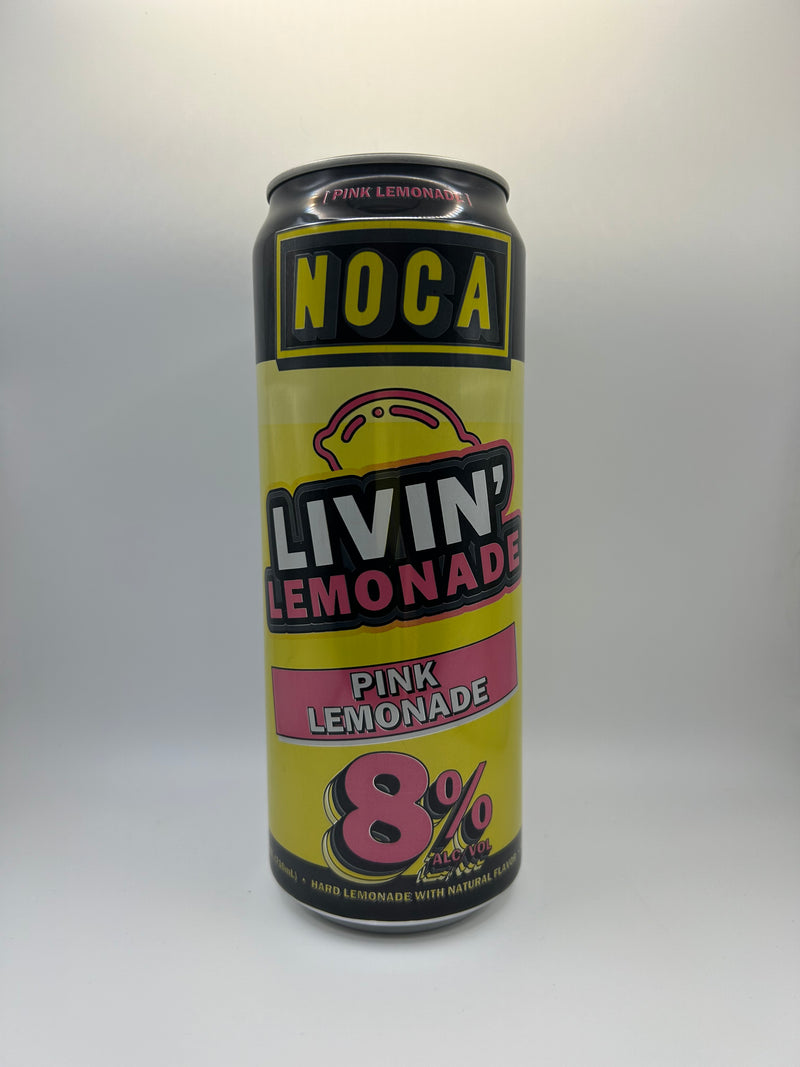 [ PINK LEMONADE ]
NOCA
LIVIN'
LEMONADE
PINK
LEMONADE
8%
ALC/VOL
HARD LEMONADE WITH NATURAL FLAVOR